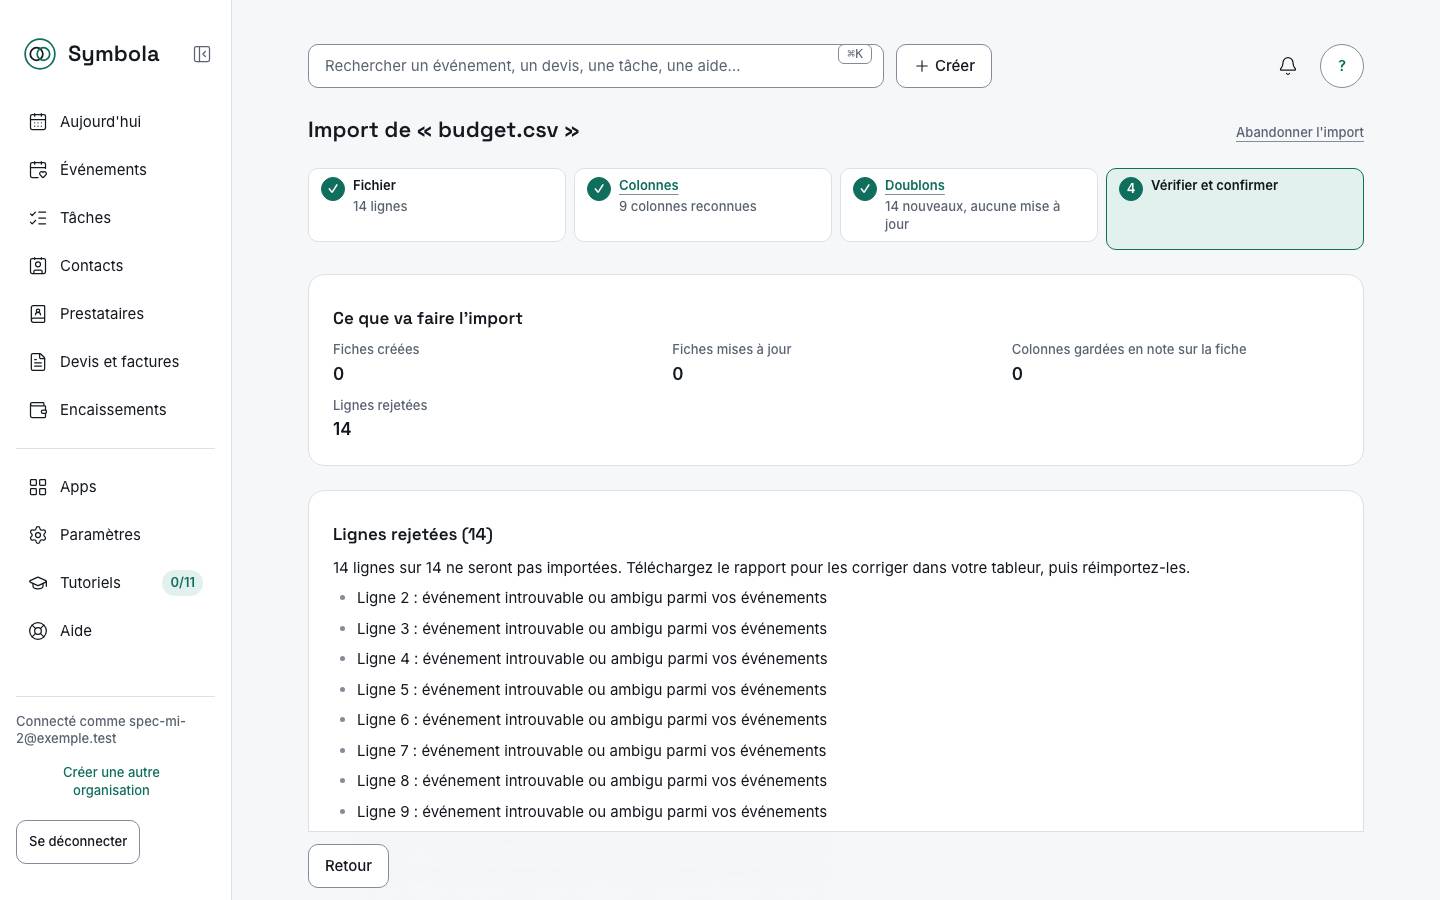 Symbola
Rechercher un événement, un devis, une tâche, une aide...
⌘K
Créer
?
Aujourd'hui
Événements
Tâches
Contacts
Prestataires
Devis et factures
Encaissements
Apps
Paramètres
Tutoriels
0/11
Aide
Connecté comme spec-mi-
2@exemple.test
Créer une autre
organisation
Se déconnecter
Import de « budget.csv »
Abandonner l'import
Fichier
14 lignes
Colonnes
9 colonnes reconnues
Doublons
14 nouveaux, aucune mise à
jour
4
Vérifier et confirmer
Ce que va faire l'import
Fiches créées
0
Fiches mises à jour
0
Colonnes gardées en note sur la fiche
0
Lignes rejetées
14
Lignes rejetées (14)
14 lignes sur 14 ne seront pas importées. Téléchargez le rapport pour les corriger dans votre tableur, puis réimportez-les.
Ligne 2 : événement introuvable ou ambigu parmi vos événements
Ligne 3 : événement introuvable ou ambigu parmi vos événements
Ligne 4 : événement introuvable ou ambigu parmi vos événements
Ligne 5 : événement introuvable ou ambigu parmi vos événements
Ligne 6 : événement introuvable ou ambigu parmi vos événements
Ligne 7 : événement introuvable ou ambigu parmi vos événements
Ligne 8 : événement introuvable ou ambigu parmi vos événements
Ligne 9 : événement introuvable ou ambigu parmi vos événements
Retour